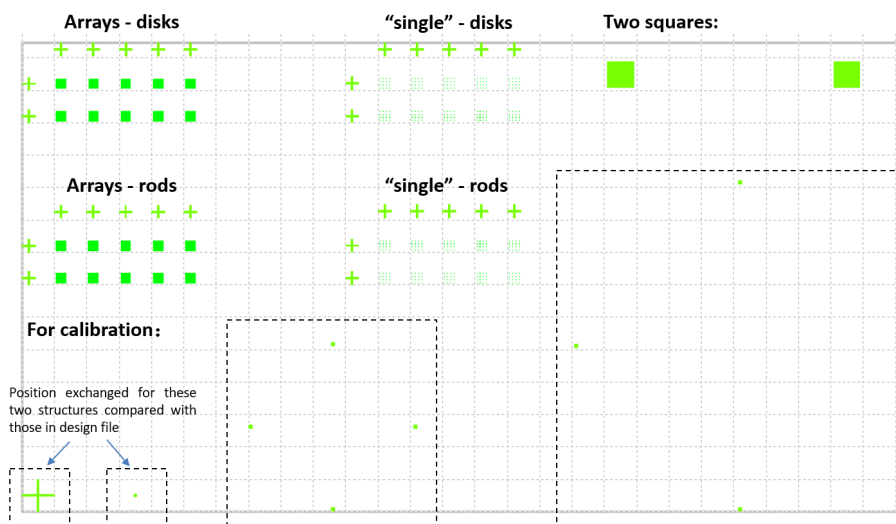 Arrays - disks
“single” - disks
Two squares:
Arrays - rods
“single” - rods
For calibration：
Position exchanged for these
two structures compared with
those in design file